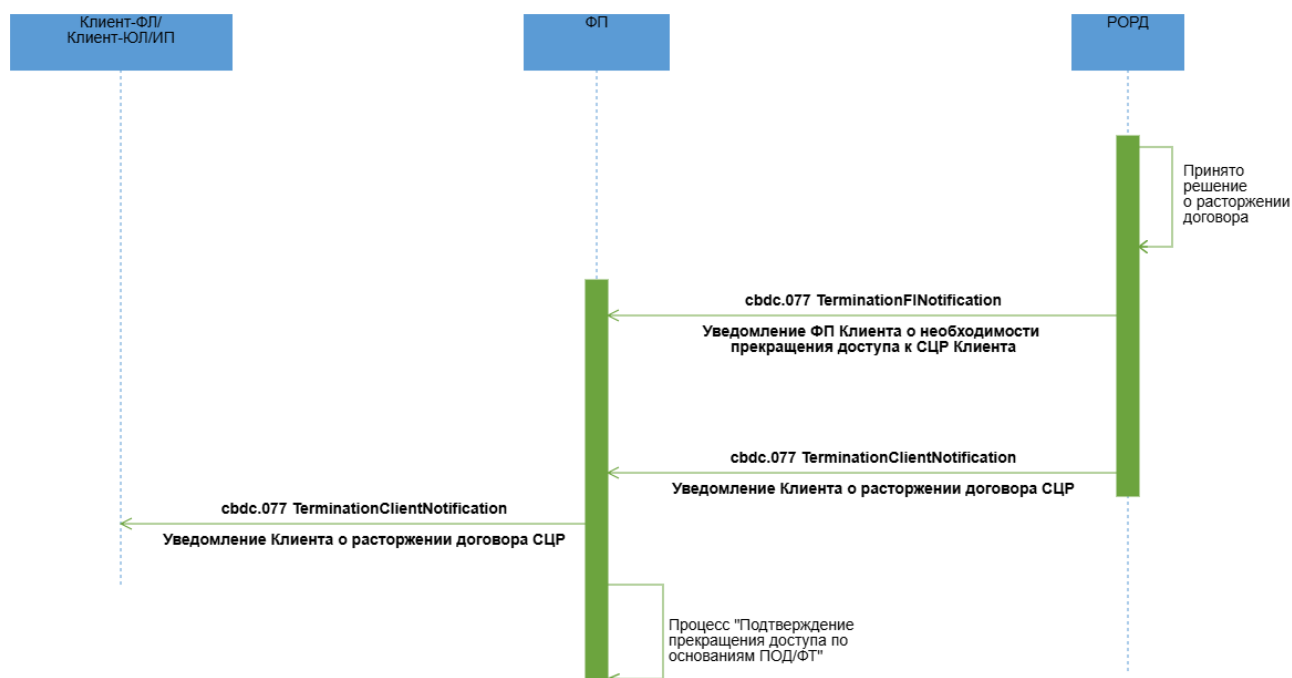 Клиент-ФЛ/
Клиент-ЮЛ/ИП
ФП
РОРД
Принято
решение
о расторжении
договора
cbdc.077 TerminationFINotification
Уведомление ФП Клиента о необходимости
прекращения доступа к СЦР Клиента
cbdc.077 TerminationClientNotification
Уведомление Клиента о расторжении договора СЦР
cbdc.077 TerminationClientNotification
Уведомление Клиента о расторжении договора СЦР
Процесс "Подтверждение
прекращения доступа по
основаниям ПОД/ФТ"